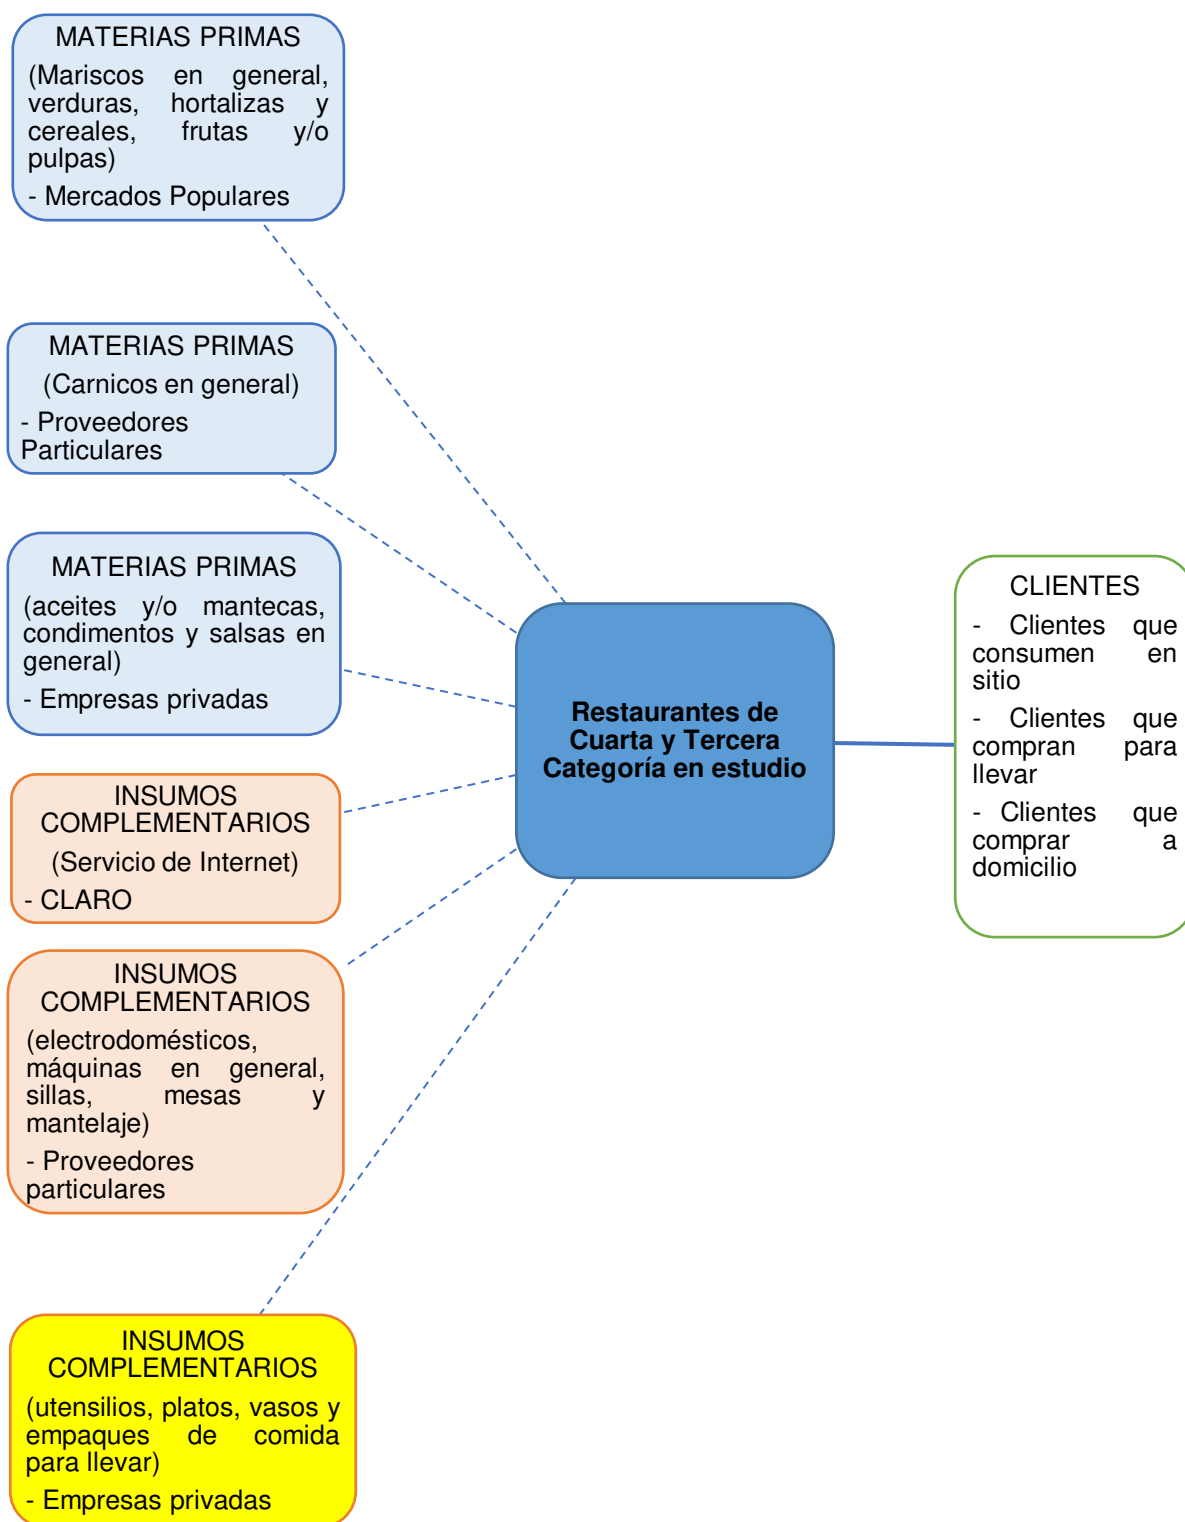 MATERIAS PRIMAS
(Mariscos en general,
verduras, hortalizas y
cereales, frutas y/o
pulpas)
- Mercados Populares
MATERIAS PRIMAS
(Carnicos en general)
- Proveedores
Particulares
MATERIAS PRIMAS
(aceites y/o mantecas,
condimentos y salsas en
general)
- Empresas privadas
INSUMOS
COMPLEMENTARIOS
(Servicio de Internet)
- CLARO
INSUMOS
COMPLEMENTARIOS
(electrodomésticos,
máquinas en general,
sillas, mesas y
mantelaje)
- Proveedores
particulares
INSUMOS
COMPLEMENTARIOS
(utensilios, platos, vasos y
empaques de comida
para llevar)
- Empresas privadas
Restaurantes de
Cuarta y Tercera
Categoría en estudio
CLIENTES
- Clientes que
consumen en
sitio
- Clientes que
compran para
llevar
- Clientes que
comprar a
domicilio